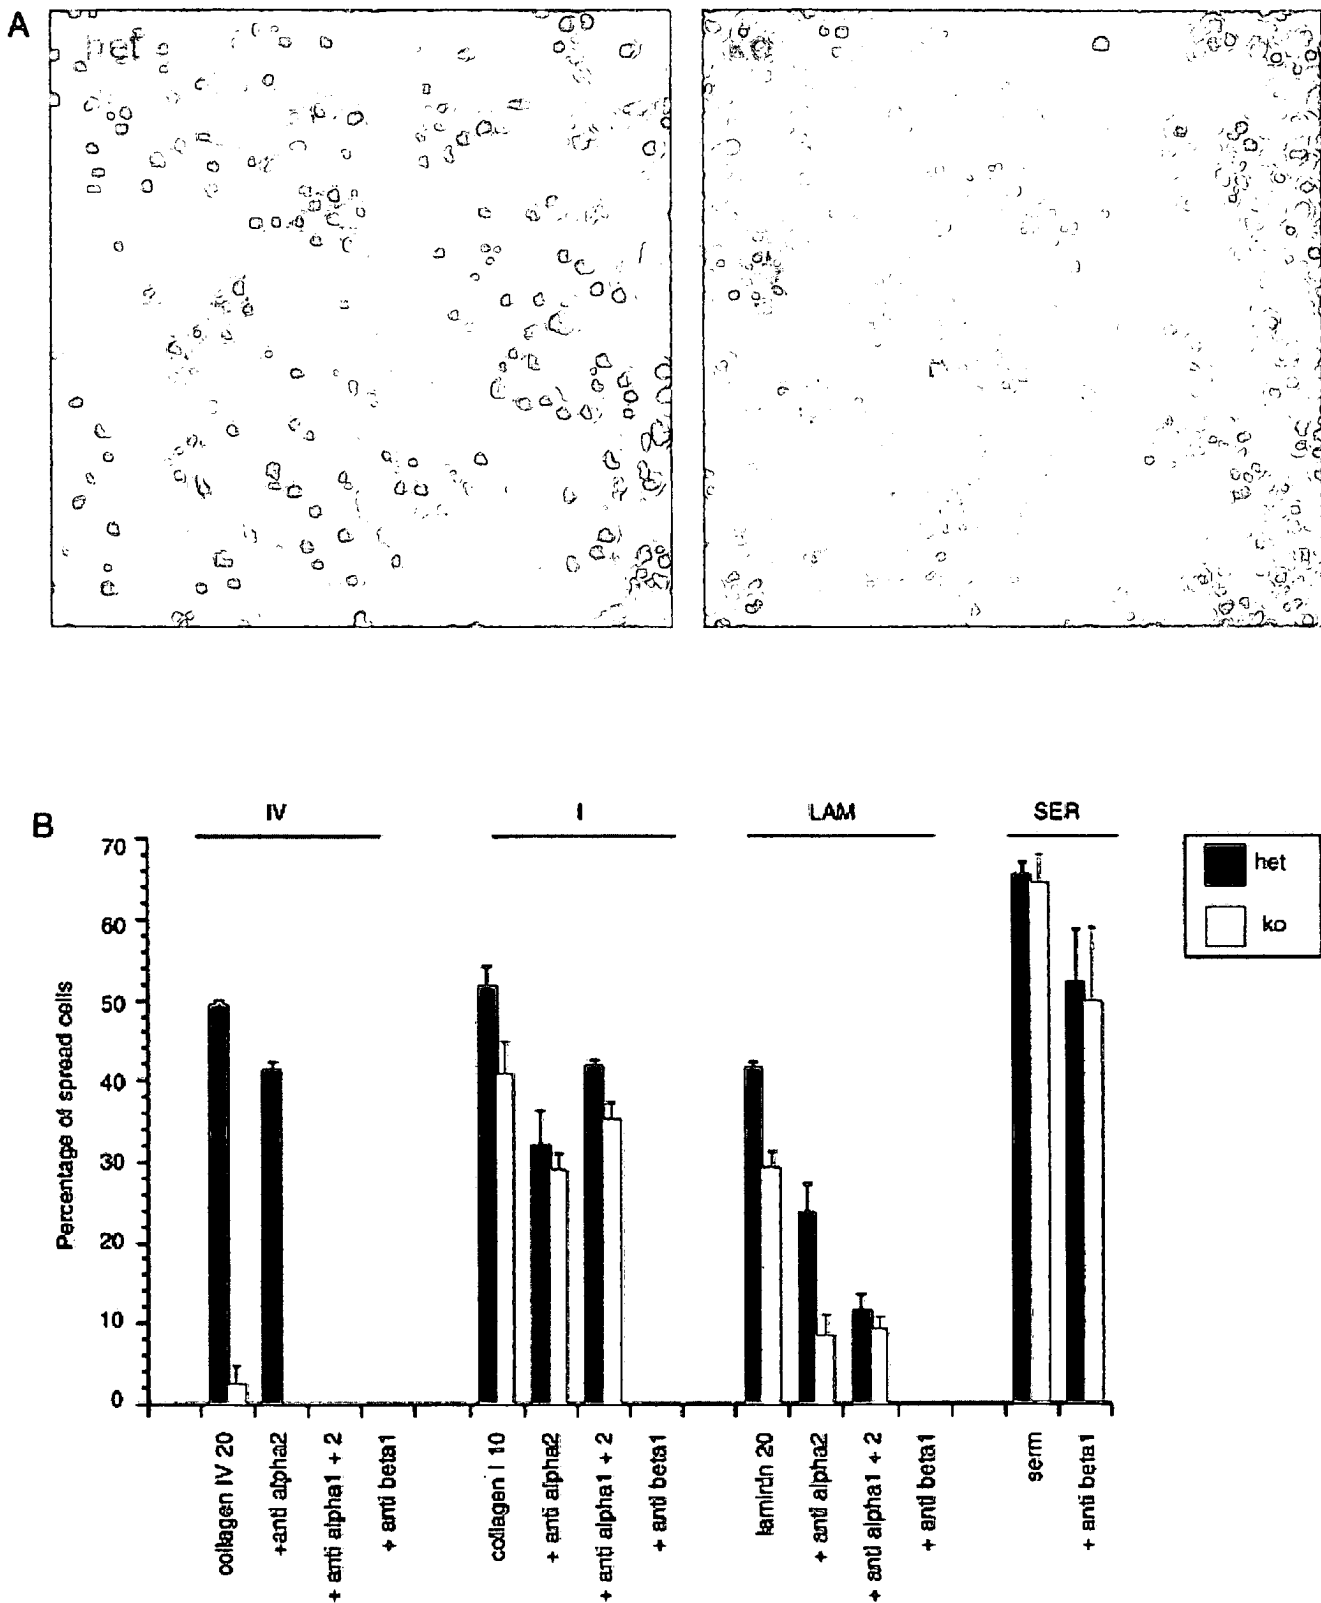 A
het
B
IV
I
LAM
SER
70
60
50
40
30
20
10
0
Percentage of spread cells
het
ko
collagen IV 20
+anti alpha2
+ anti alpha1 + 2
+ anti beta1
collagen I 10
+ anti alpha2
+ anti alpha1 + 2
+ anti beta1
laminin 20
+ anti alpha2
+ anti alpha1 + 2
+ anti beta1
serm
+ anti beta1